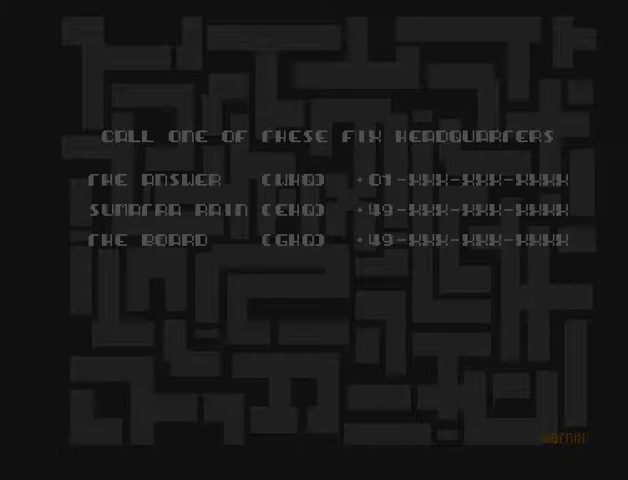 CALL ONE OF THESE FIX HEADQUARTERS
THE ANSWER (WHQ) +01-XXX-XXX-XXXX
SUMATRA RAIN (EHQ) +49-XXX-XXX-XXXX
THE BOARD (GHQ) +49-XXX-XXX-XXXX